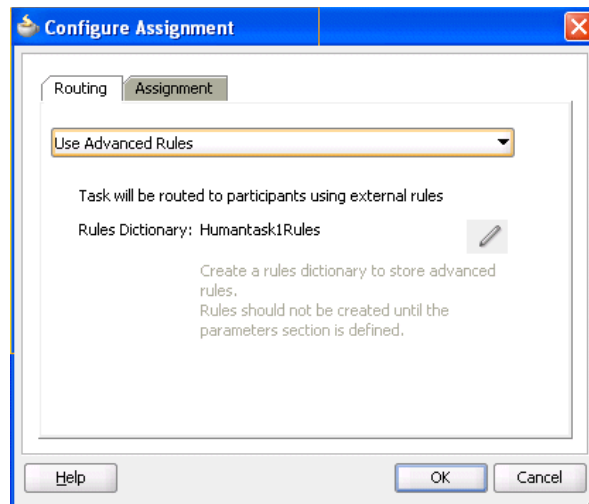 Configure Assignment
Routing
Assignment
Use Advanced Rules
Task will be routed to participants using external rules
Rules Dictionary: Humantask1Rules
Create a rules dictionary to store advanced
rules.
Rules should not be created until the
parameters section is defined.
Help
OK
Cancel